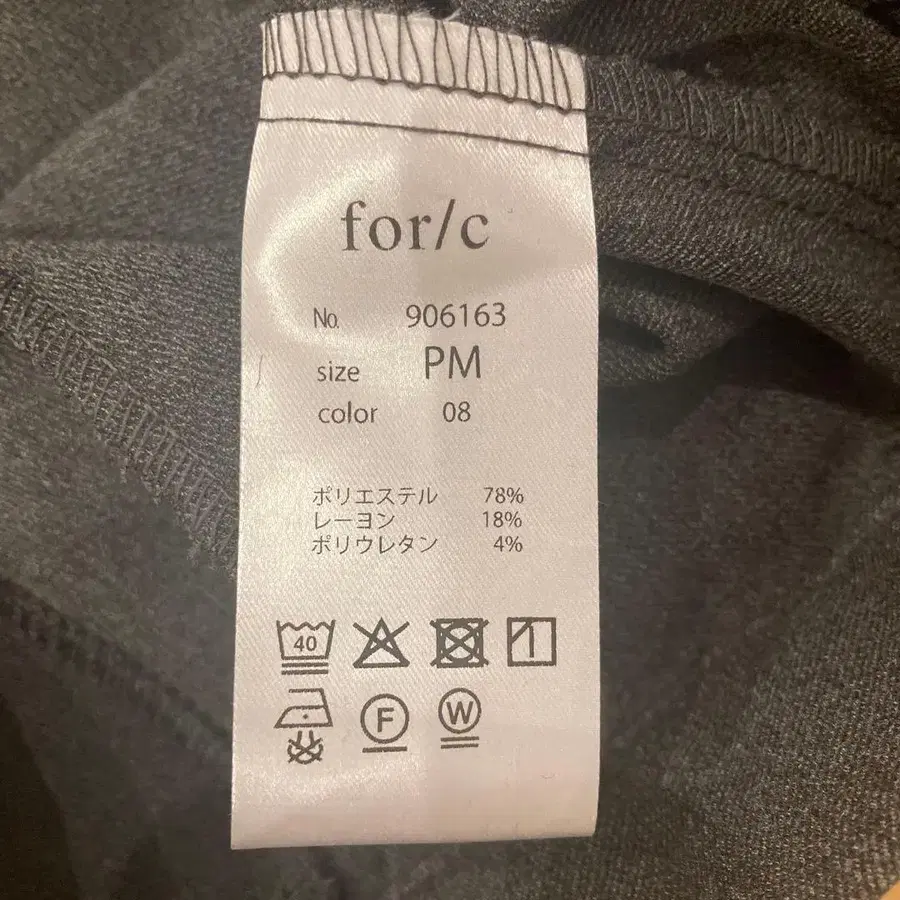 for/c
No. 906163
size PM
color 08
ポリエステル 78%
レーヨン 18%
ポリウレタン 4%
40
F W